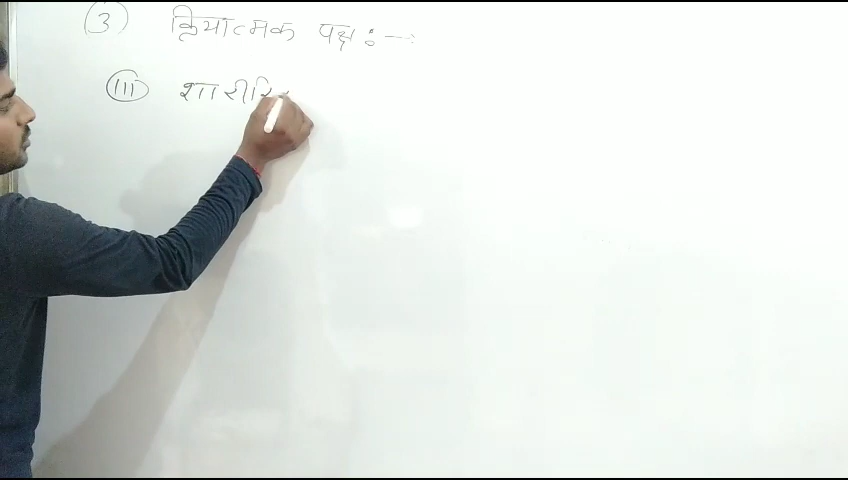 (3) क्रियात्मक पक्ष :→
(iii) शारीरि